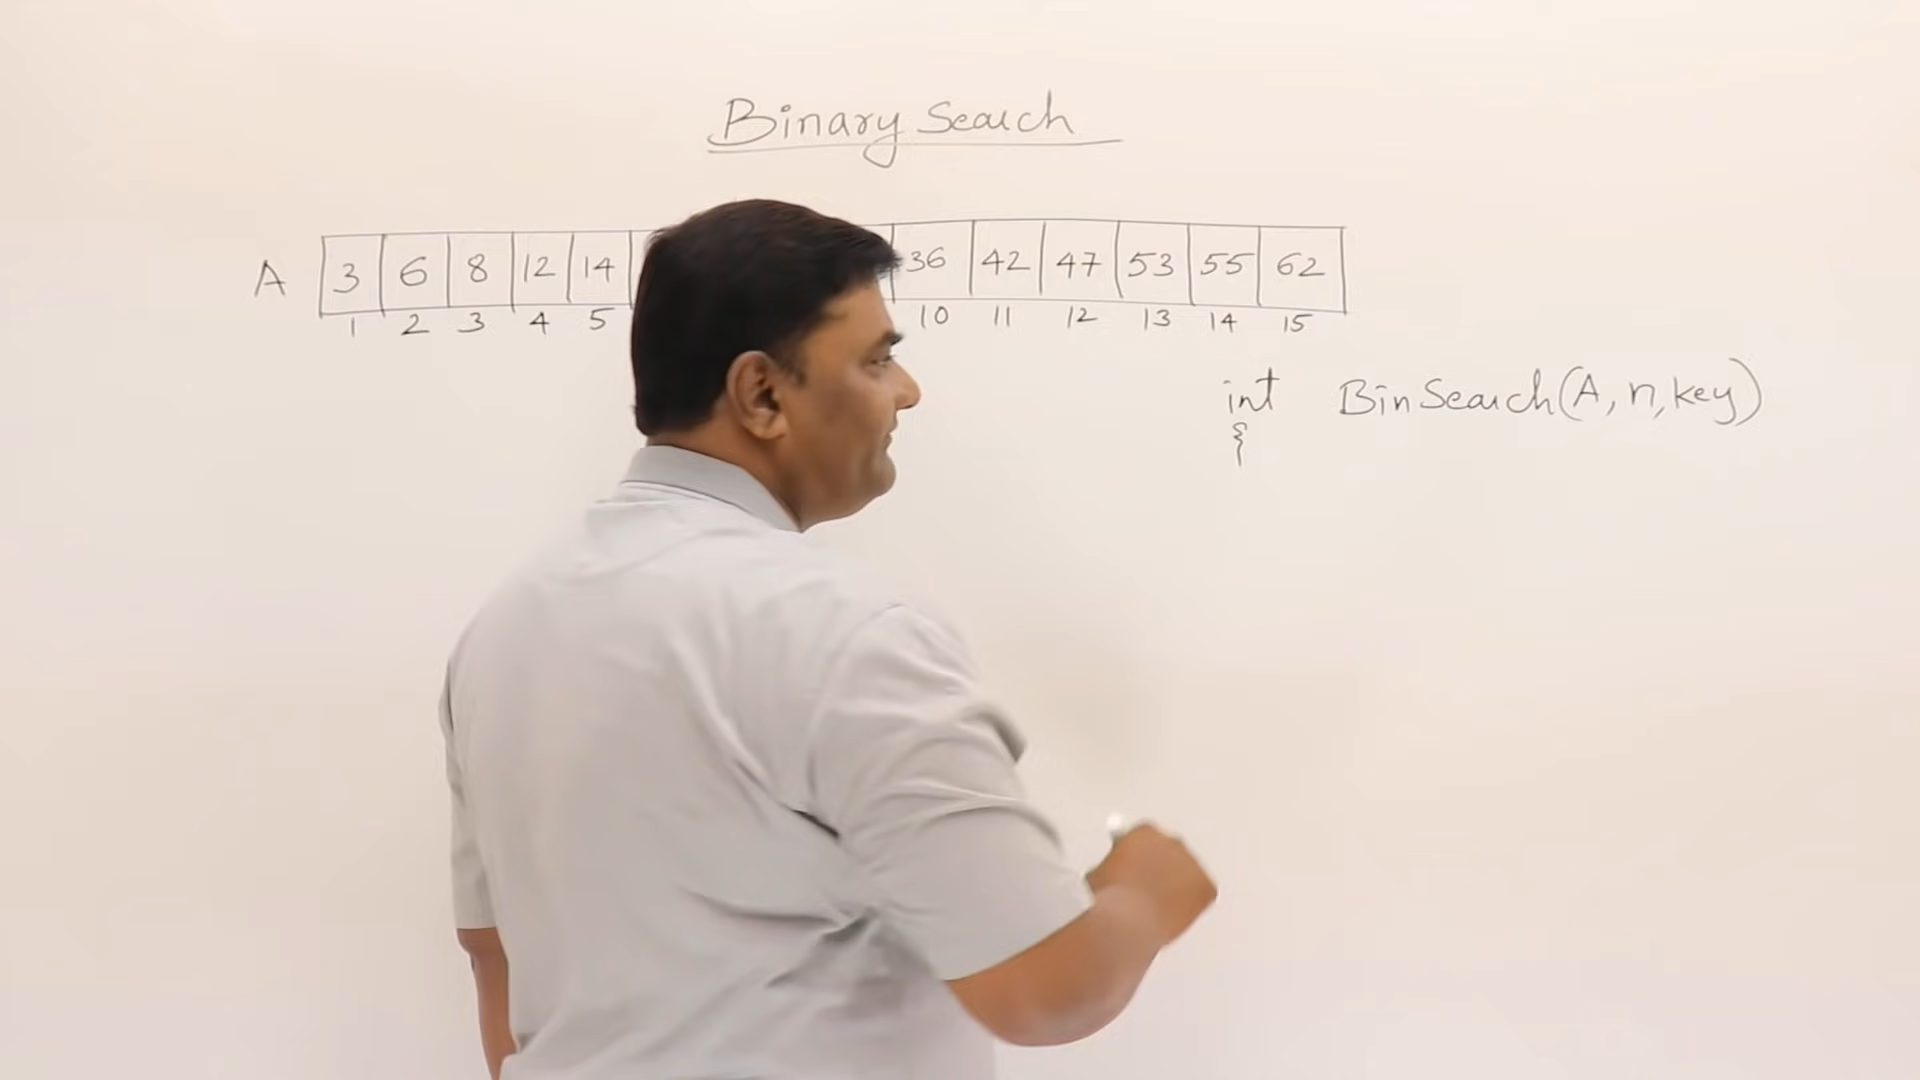 Binary Search
A 3 6 8 12 14 36 42 47 53 55 62
1 2 3 4 5 10 11 12 13 14 15
int BinSearch(A, n, key)
{